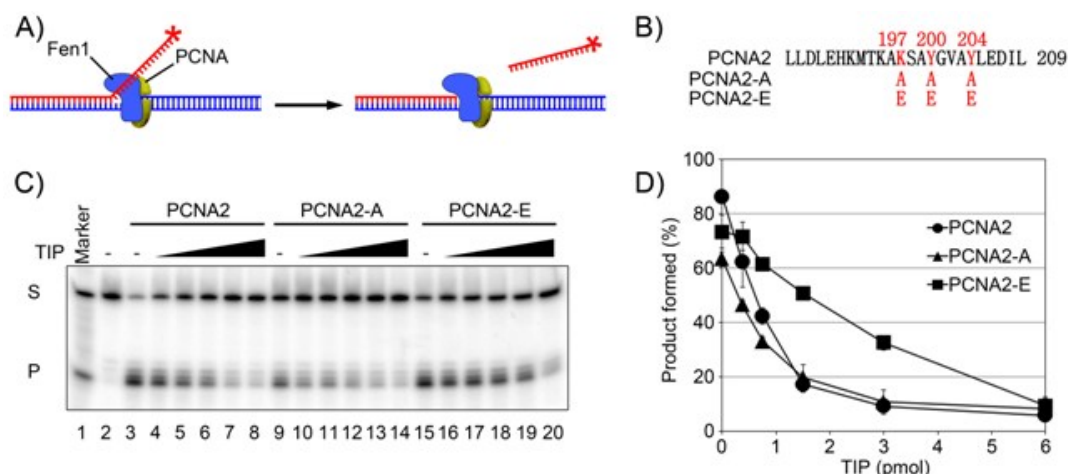 A)
Fen1
PCNA
B)
197 200 204
PCNA2 LLDLEHKMTKAKSAYGVAYLEDIL 209
PCNA2-A A A A
PCNA2-E E E E
C)
Marker
PCNA2 PCNA2-A PCNA2-E
TIP - - - -
S
P
1 2 3 4 5 6 7 8 9 10 11 12 13 14 15 16 17 18 19 20
D)
Product formed (%)
100
80
60
40
20
0
PCNA2
PCNA2-A
PCNA2-E
0 1 2 3 4 5 6
TIP (pmol)